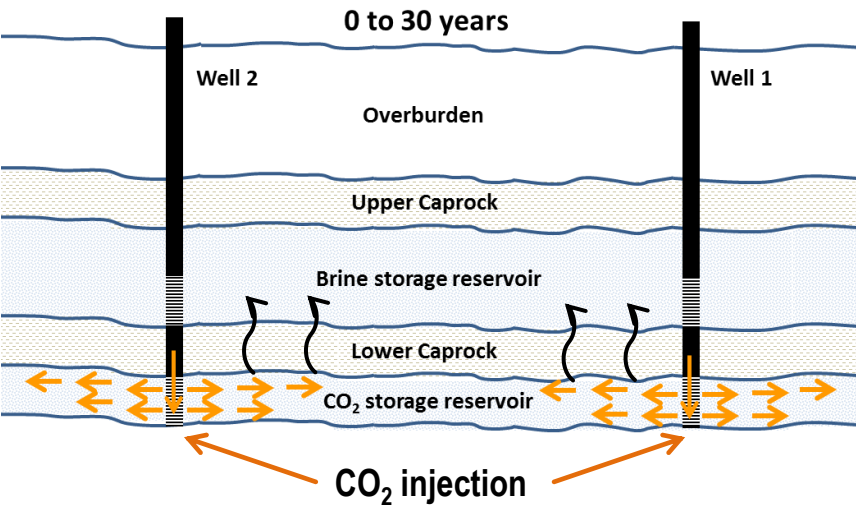 0 to 30 years
Well 2
Well 1
Overburden
Upper Caprock
Brine storage reservoir
Lower Caprock
CO₂ storage reservoir
CO₂ injection